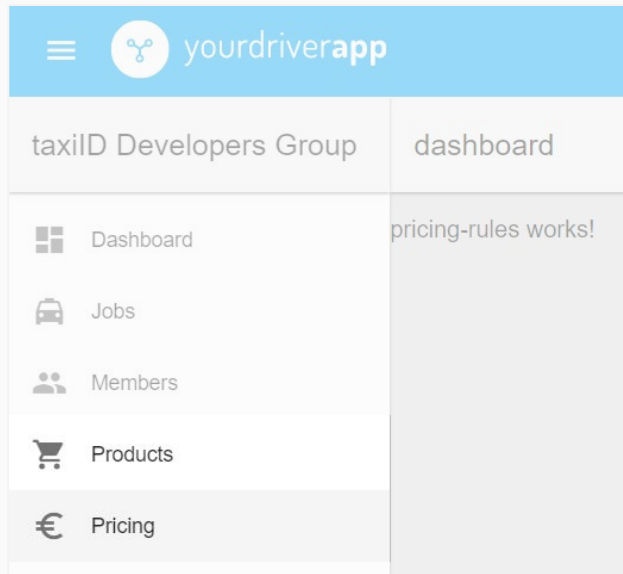 yourdriverapp
taxiID Developers Group
dashboard
Dashboard
pricing-rules works!
Jobs
Members
Products
€ Pricing